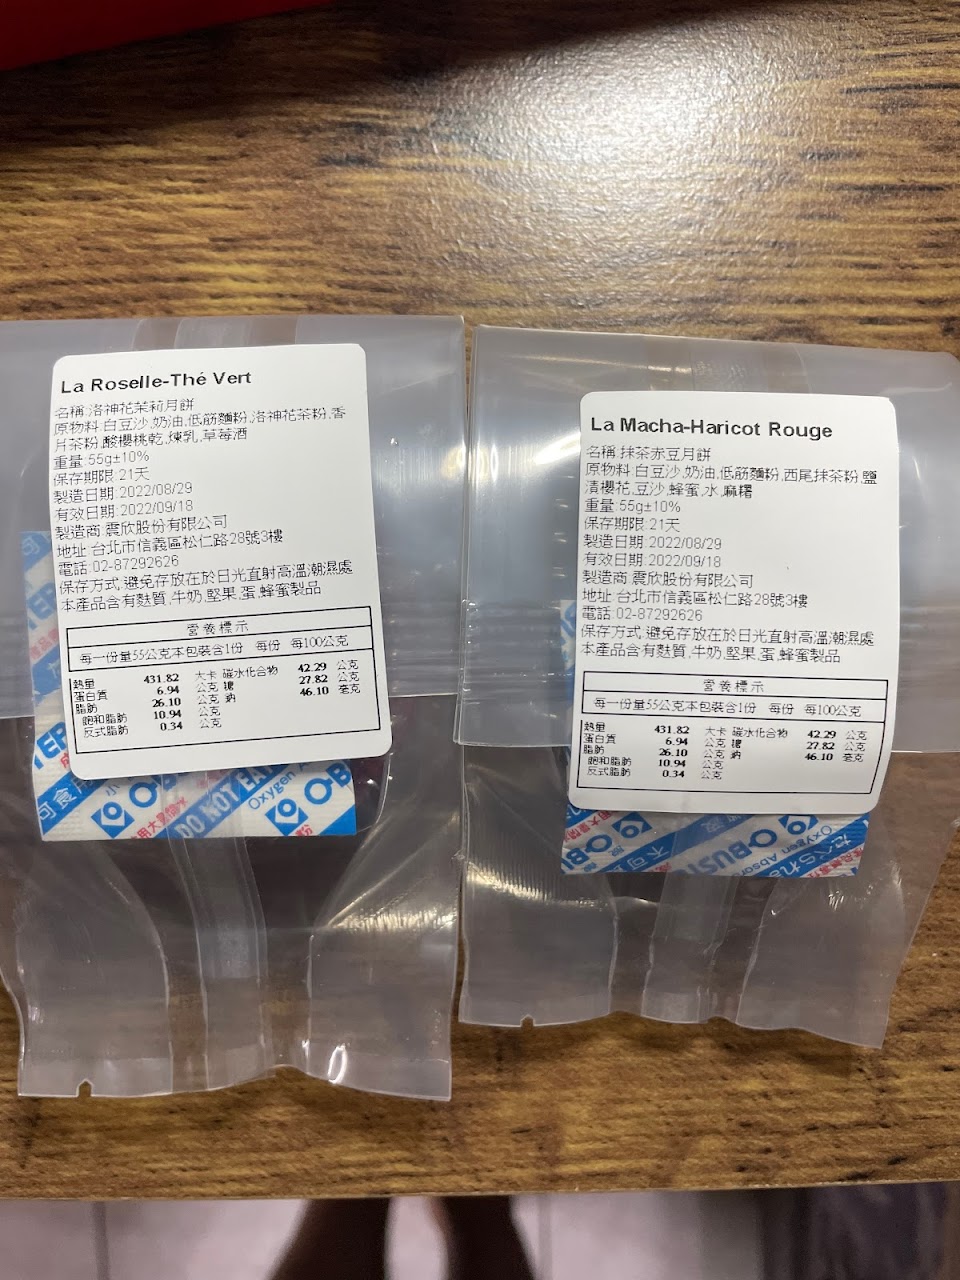 La Roselle-Thé Vert
名稱:洛神花茉莉月餅
原物料:白豆沙,奶油,低筋麵粉,洛神花茶粉,香
片茶粉,酸櫻桃乾,煉乳,草莓酒
重量:55g±10%
保存期限:21天
製造日期:2022/08/29
有效日期:2022/09/18
製造商:震欣股份有限公司
地址:台北市信義區松仁路28號3樓
電話:02-87292626
保存方式:避免存放在於日光直射高溫潮濕處
本產品含有麩質,牛奶,堅果,蛋,蜂蜜製品
營養標示
每一份量55公克本包裝含1份 每份 每100公克
熱量 431.82 大卡 碳水化合物 42.29 公克
蛋白質 6.94 公克 糖 27.82 公克
脂肪 26.10 公克 鈉 46.10 毫克
飽和脂肪 10.94 公克
反式脂肪 0.34 公克
DO NOT EAT
Oxygen
La Macha-Haricot Rouge
名稱:抹茶赤豆月餅
原物料:白豆沙,奶油,低筋麵粉,西尾抹茶粉,鹽
漬櫻花,豆沙,蜂蜜,水,麻糬
重量:55g±10%
保存期限:21天
製造日期:2022/08/29
有效日期:2022/09/18
製造商:震欣股份有限公司
地址:台北市信義區松仁路28號3樓
電話:02-87292626
保存方式:避免存放在於日光直射高溫潮濕處
本產品含有麩質,牛奶,堅果,蛋,蜂蜜製品
營養標示
每一份量55公克本包裝含1份 每份 每100公克
熱量 431.82 大卡 碳水化合物 42.29 公克
蛋白質 6.94 公克 糖 27.82 公克
脂肪 26.10 公克 鈉 46.10 毫克
飽和脂肪 10.94 公克
反式脂肪 0.34 公克